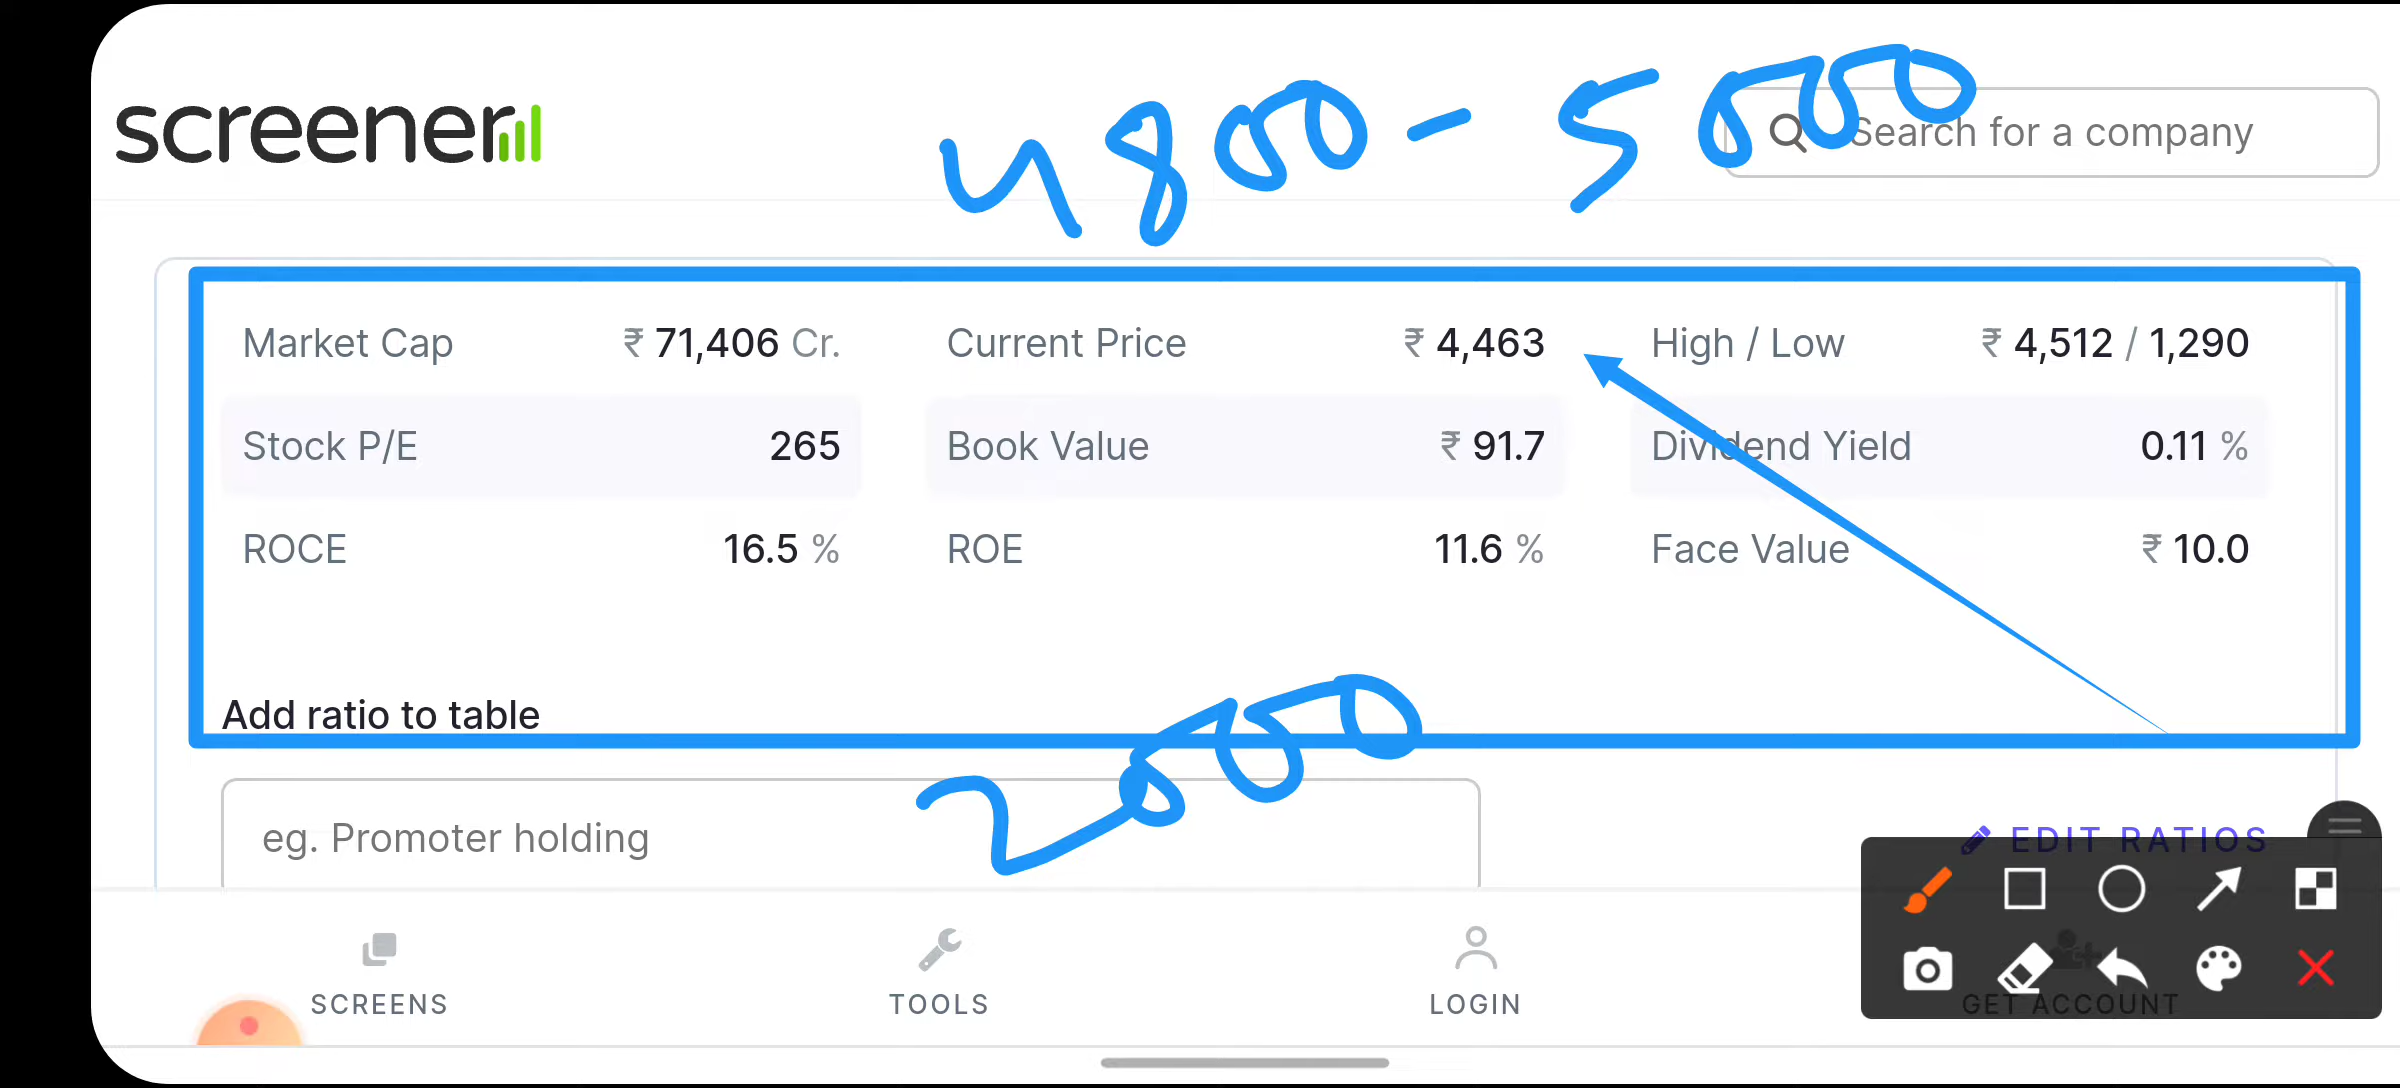 screener
4800 - 5000
Search for a company
Market Cap ₹ 71,406 Cr.
Current Price ₹ 4,463
High / Low ₹ 4,512 / 1,290
Stock P/E 265
Book Value ₹ 91.7
Dividend Yield 0.11 %
ROCE 16.5 %
ROE 11.6 %
Face Value ₹ 10.0
Add ratio to table
2000
eg. Promoter holding
EDIT RATIOS
SCREENS
TOOLS
LOGIN
GET ACCOUNT